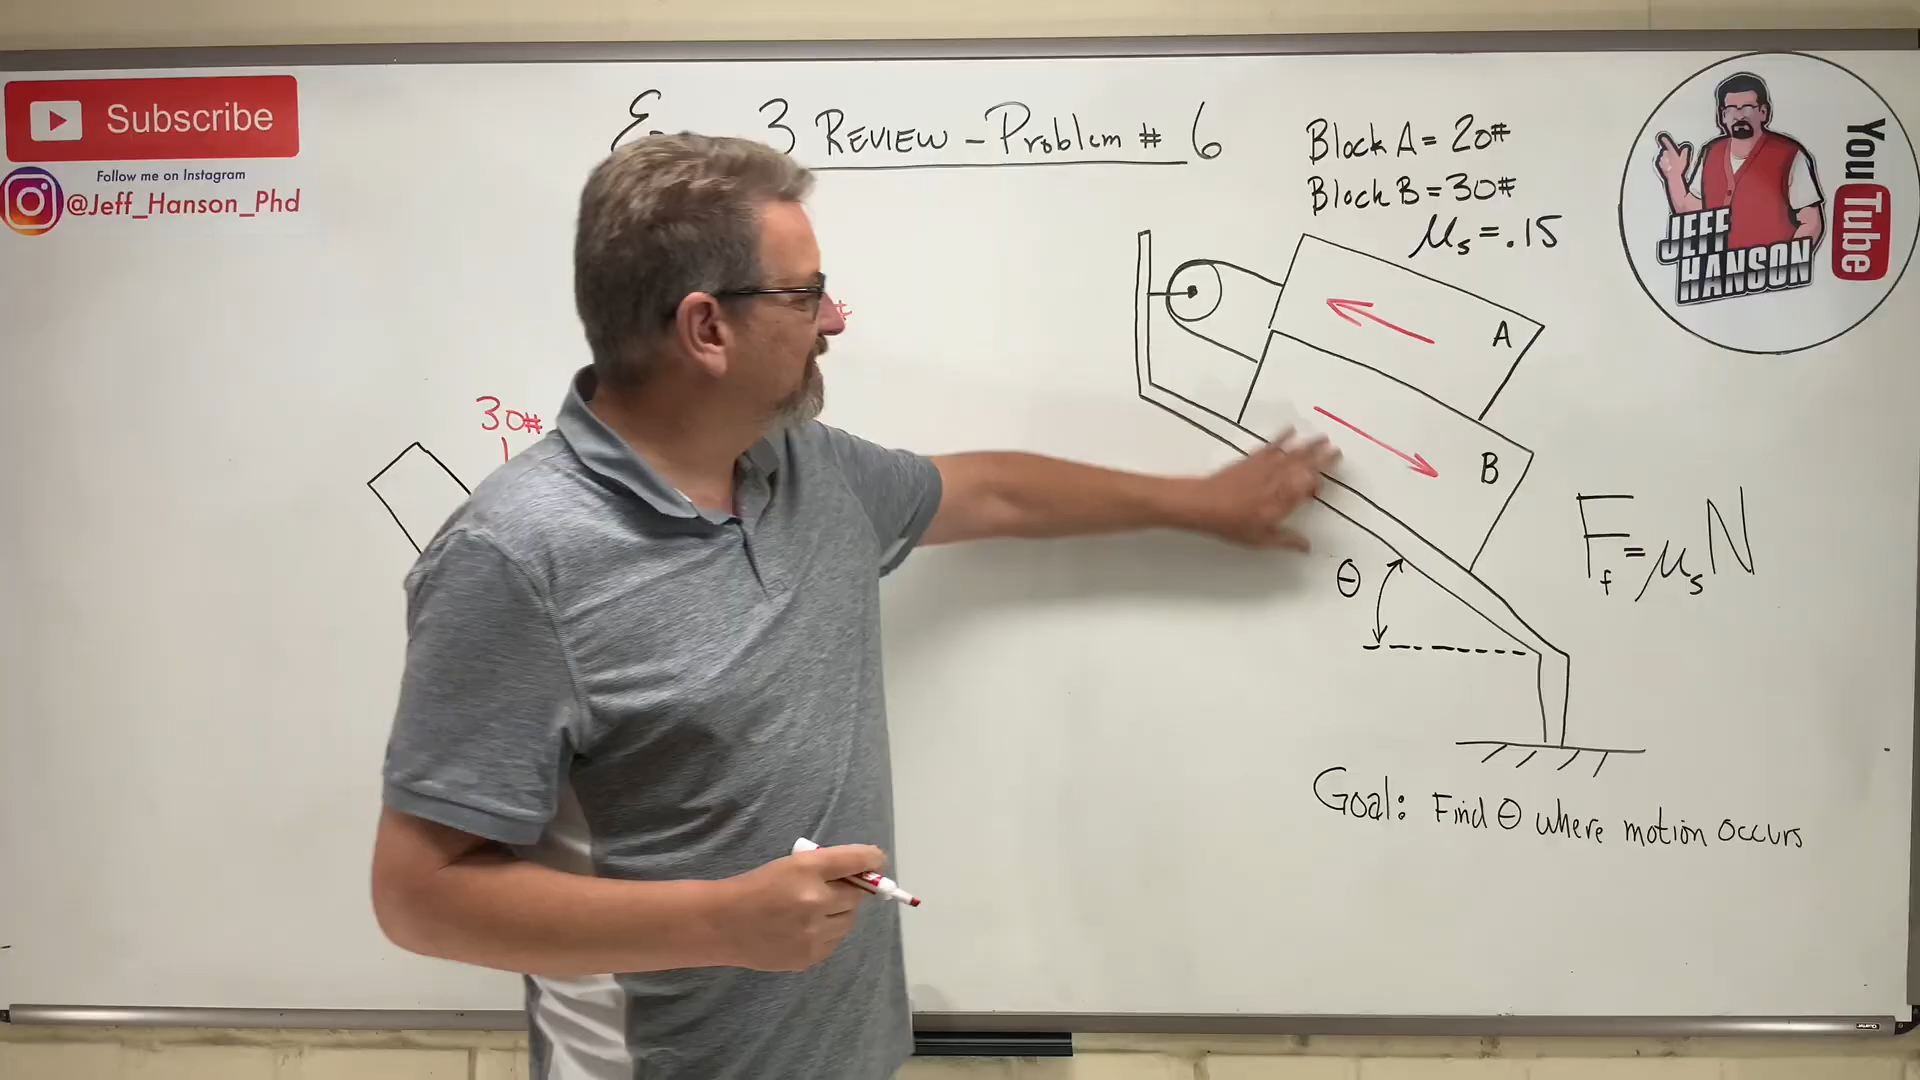 Subscribe
Follow me on Instagram
@Jeff_Hanson_Phd
3 REVIEW - Problem # 6
Block A = 20#
Block B = 30#
μs = .15
A
B
θ
Ff = μsN
30#
Goal: Find θ where motion occurs
JEFF
HANSON
YouTube